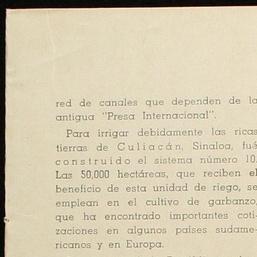 red de canales que dependen de la
antigua "Presa Internacional".
Para irrigar debidamente las ricas
tierras de Culiacán, Sinaloa, fué
construído el sistema número 10.
Las 50,000 hectáreas, que reciben el
beneficio de esta unidad de riego, se
emplean en el cultivo de garbanzo,
que ha encontrado importantes coti-
zaciones en algunos países sudame-
ricanos y en Europa.